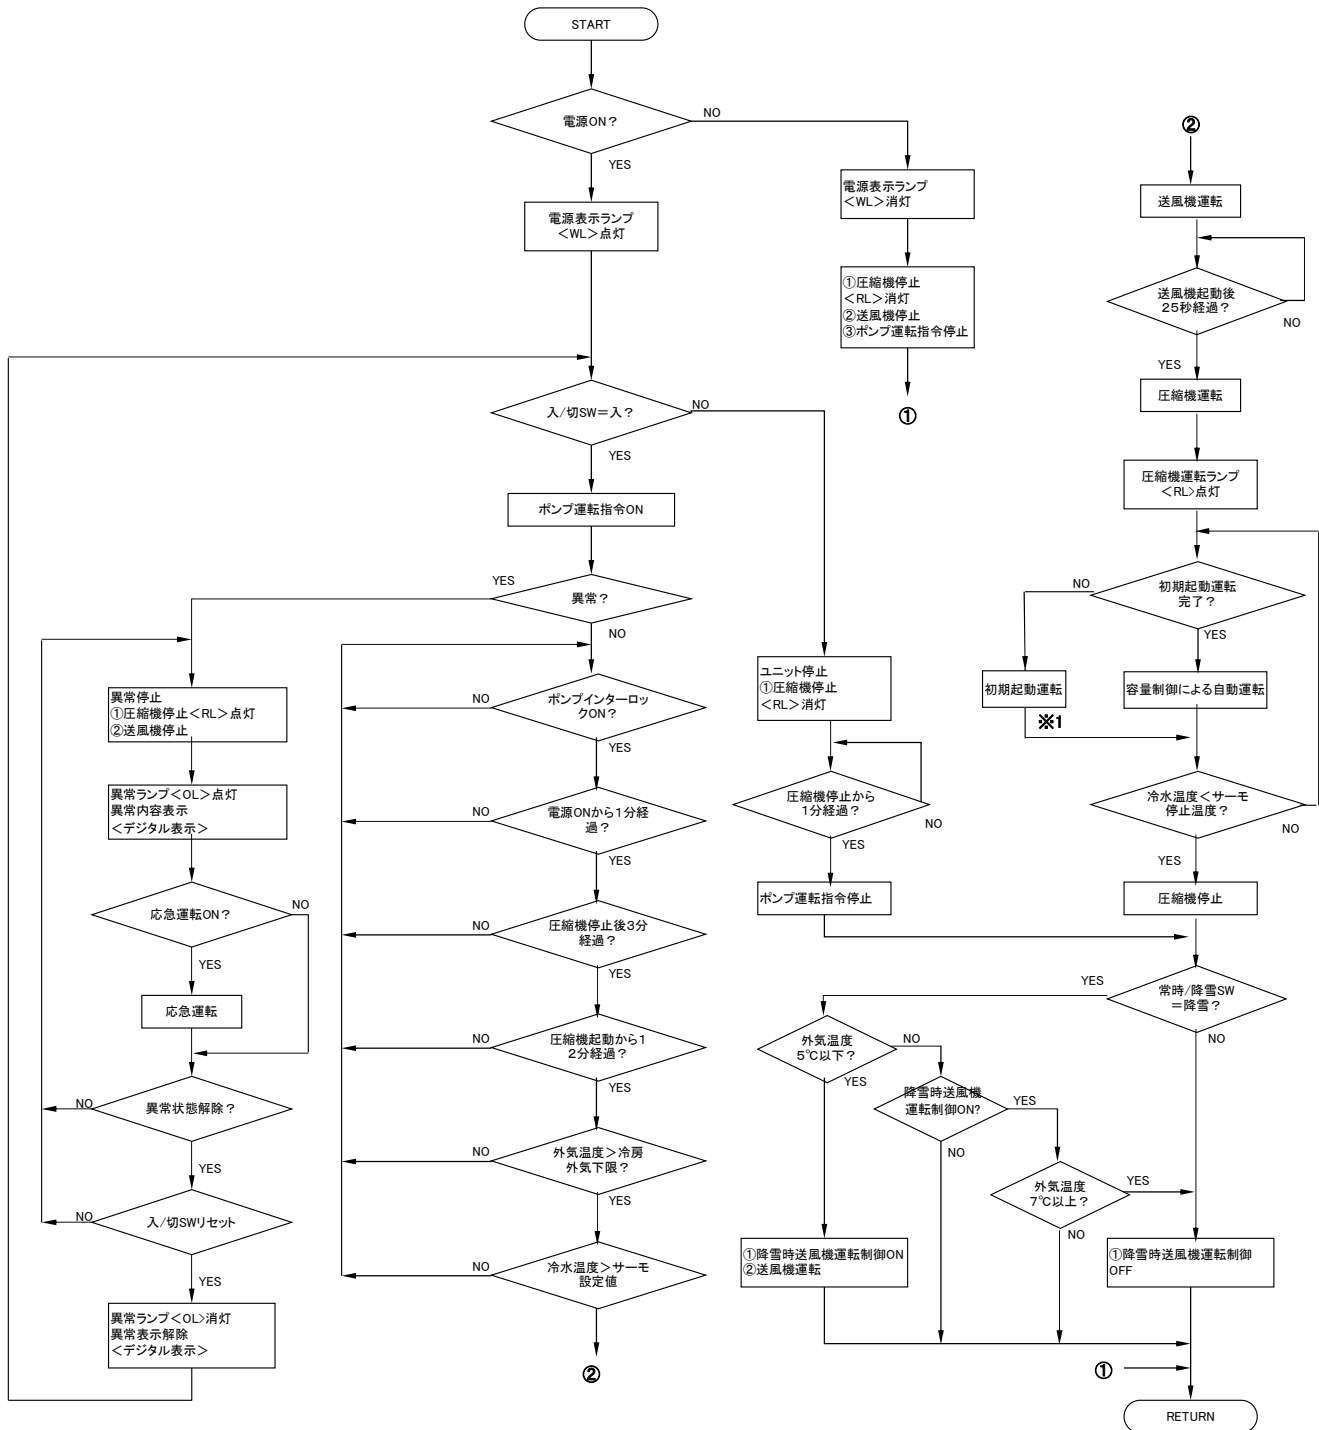 START
電源ON？
NO
YES
電源表示ランプ
＜WL＞点灯
電源表示ランプ
＜WL＞消灯
①圧縮機停止
＜RL＞消灯
②送風機停止
③ポンプ運転指令停止
①
入/切SW＝入？
NO
YES
ポンプ運転指令ON
異常？
YES
NO
異常停止
①圧縮機停止＜RL＞点灯
②送風機停止
異常ランプ＜OL＞点灯
異常内容表示
＜デジタル表示＞
応急運転ON？
NO
YES
応急運転
異常状態解除？
NO
YES
入/切SWリセット
NO
YES
異常ランプ＜OL＞消灯
異常表示解除
＜デジタル表示＞
ポンプインターロッ
クON？
NO
YES
電源ONから1分経
過？
NO
YES
圧縮機停止後3分
経過？
NO
YES
圧縮機起動から1
2分経過？
NO
YES
外気温度＞冷房
外気下限？
NO
YES
冷水温度＞サーモ
設定値
NO
YES
②
ユニット停止
①圧縮機停止
＜RL＞消灯
圧縮機停止から
1分経過？
NO
YES
ポンプ運転指令停止
②
送風機運転
送風機起動後
25秒経過？
NO
YES
圧縮機運転
圧縮機運転ランプ
＜RL＞点灯
初期起動運転
完了？
NO
YES
初期起動運転
※1
容量制御による自動運転
冷水温度＜サーモ
停止温度？
NO
YES
圧縮機停止
常時/降雪SW
＝降雪？
YES
NO
外気温度
5℃以下？
NO
YES
降雪時送風機
運転制御ON?
YES
NO
外気温度
7℃以上？
YES
NO
①降雪時送風機運転制御ON
②送風機運転
①降雪時送風機運転制御
OFF
①
RETURN